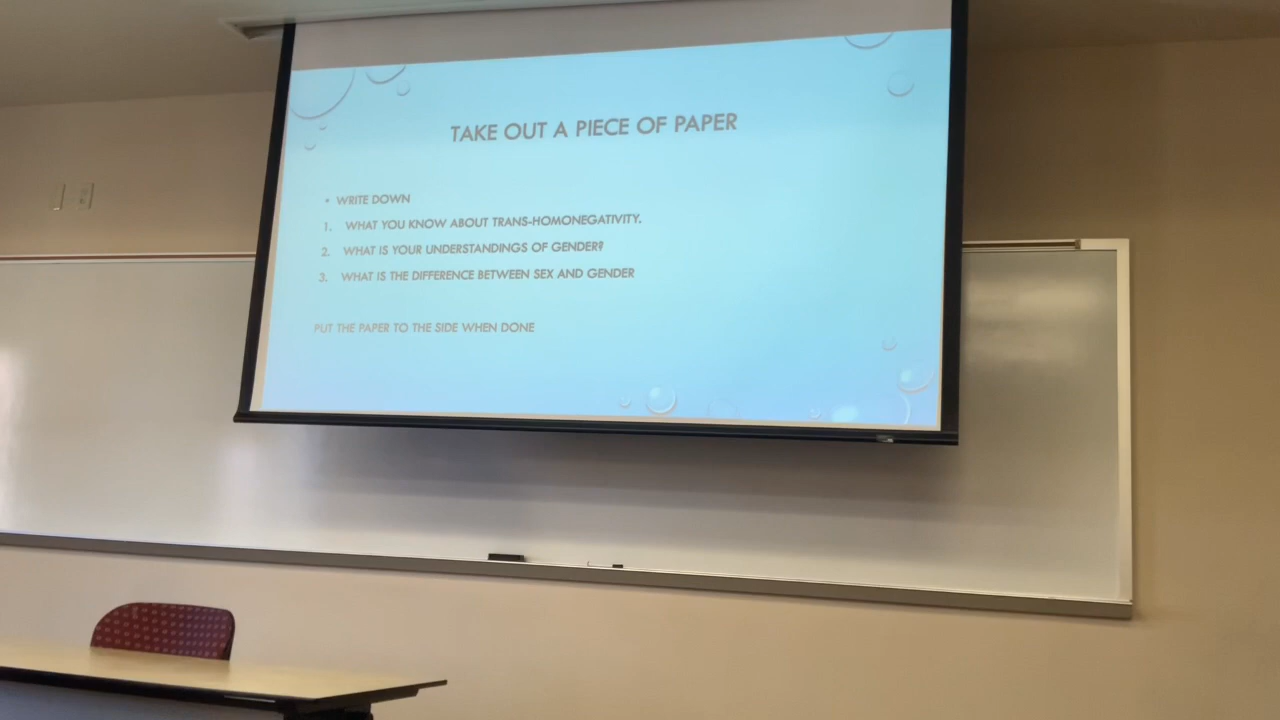 TAKE OUT A PIECE OF PAPER
• WRITE DOWN
1. WHAT YOU KNOW ABOUT TRANS-HOMONEGATIVITY.
2. WHAT IS YOUR UNDERSTANDINGS OF GENDER?
3. WHAT IS THE DIFFERENCE BETWEEN SEX AND GENDER
PUT THE PAPER TO THE SIDE WHEN DONE